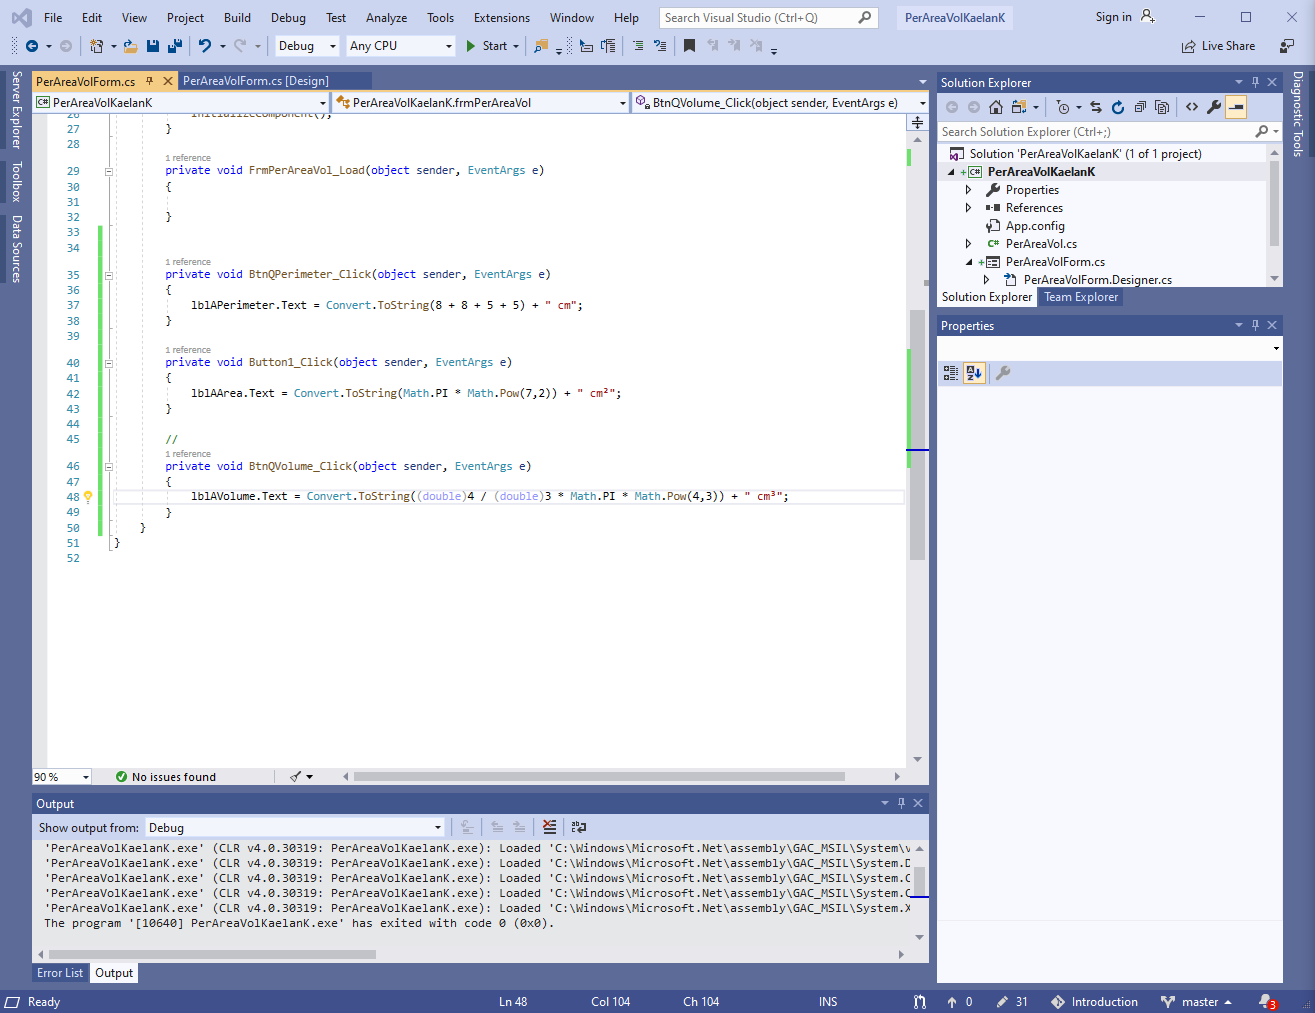 File Edit View Project Build Debug Test Analyze Tools Extensions Window Help Search Visual Studio (Ctrl+Q) PerAreaVolKaelanK Sign in
Debug Any CPU Start Live Share
Server Explorer
Toolbox
Data Sources
PerAreaVolForm.cs PerAreaVolForm.cs [Design]
C# PerAreaVolKaelanK PerAreaVolKaelanK.frmPerAreaVol BtnQVolume_Click(object sender, EventArgs e)
26 InitializeComponent();
27 }
28
1 reference
29 private void FrmPerAreaVol_Load(object sender, EventArgs e)
30 {
31
32 }
33
34
1 reference
35 private void BtnQPerimeter_Click(object sender, EventArgs e)
36 {
37 lblAPerimeter.Text = Convert.ToString(8 + 8 + 5 + 5) + " cm";
38 }
39
1 reference
40 private void Button1_Click(object sender, EventArgs e)
41 {
42 lblAArea.Text = Convert.ToString(Math.PI * Math.Pow(7,2)) + " cm²";
43 }
44
45 //
1 reference
46 private void BtnQVolume_Click(object sender, EventArgs e)
47 {
48 lblAVolume.Text = Convert.ToString((double)4 / (double)3 * Math.PI * Math.Pow(4,3)) + " cm³";
49 }
50 }
51 }
52
90 % No issues found
Output
Show output from: Debug
'PerAreaVolKaelanK.exe' (CLR v4.0.30319: PerAreaVolKaelanK.exe): Loaded 'C:\Windows\Microsoft.Net\assembly\GAC_MSIL\System\v
'PerAreaVolKaelanK.exe' (CLR v4.0.30319: PerAreaVolKaelanK.exe): Loaded 'C:\Windows\Microsoft.Net\assembly\GAC_MSIL\System.D
'PerAreaVolKaelanK.exe' (CLR v4.0.30319: PerAreaVolKaelanK.exe): Loaded 'C:\Windows\Microsoft.Net\assembly\GAC_MSIL\System.C
'PerAreaVolKaelanK.exe' (CLR v4.0.30319: PerAreaVolKaelanK.exe): Loaded 'C:\Windows\Microsoft.Net\assembly\GAC_MSIL\System.C
'PerAreaVolKaelanK.exe' (CLR v4.0.30319: PerAreaVolKaelanK.exe): Loaded 'C:\Windows\Microsoft.Net\assembly\GAC_MSIL\System.X
The program '[10640] PerAreaVolKaelanK.exe' has exited with code 0 (0x0).
Error List Output
Solution Explorer
Search Solution Explorer (Ctrl+;)
Solution 'PerAreaVolKaelanK' (1 of 1 project)
C# PerAreaVolKaelanK
Properties
References
App.config
C# PerAreaVol.cs
PerAreaVolForm.cs
PerAreaVolForm.Designer.cs
Solution Explorer Team Explorer
Properties
Diagnostic Tools
Ready Ln 48 Col 104 Ch 104 INS 0 31 Introduction master 3